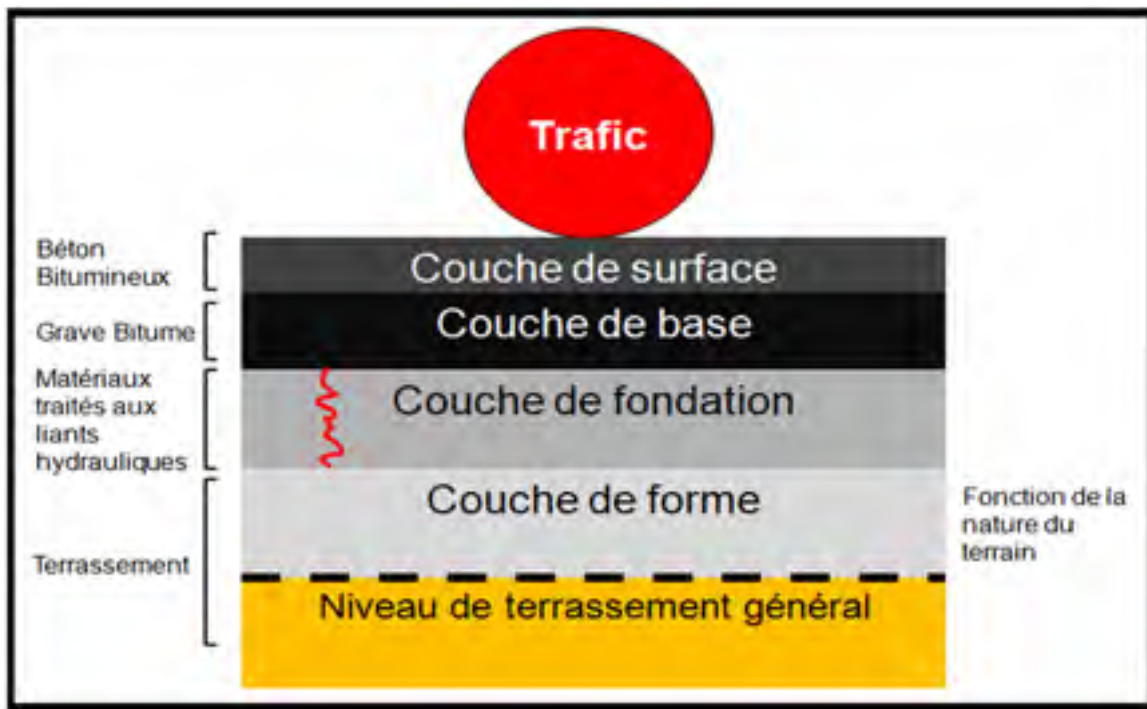 Trafic
Béton
Bitumineux
Couche de surface
Grave Bitume
Couche de base
Matériaux
traités aux
liants
hydrauliques
Couche de fondation
Couche de forme
Fonction de la
nature du
terrain
Terrassement
Niveau de terrassement général